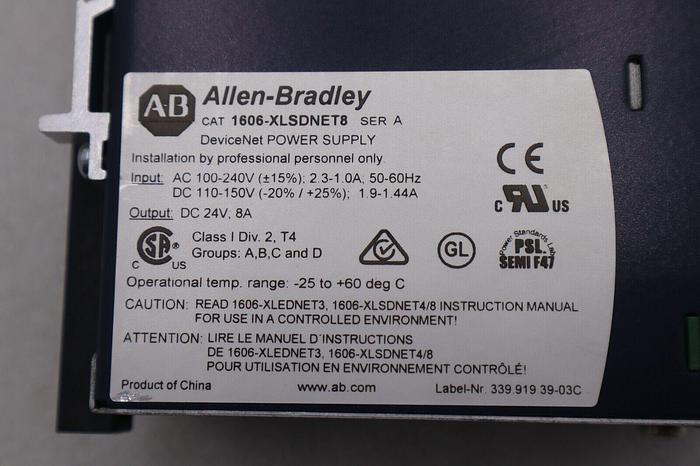 AB Allen-Bradley
CAT 1606-XLSDNET8 SER A
DeviceNet POWER SUPPLY
Installation by professional personnel only
Input: AC 100-240V (±15%); 2.3-1.0A; 50-60Hz
DC 110-150V (-20% / +25%); 1.9-1.44A
CE
C RU US
Output: DC 24V, 8A
C SA US
Class I Div. 2, T4
Groups: A,B,C and D
GL
Power Standards Lab
PSL.
SEMI F47
Operational temp. range: -25 to +60 deg C
CAUTION: READ 1606-XLEDNET3, 1606-XLSDNET4/8 INSTRUCTION MANUAL
FOR USE IN A CONTROLLED ENVIRONMENT!
ATTENTION: LIRE LE MANUEL D'INSTRUCTIONS
DE 1606-XLEDNET3, 1606-XLSDNET4/8
POUR UTILISATION EN ENVIRONNEMENT CONTRÔLÉ!
Product of China www.ab.com Label-Nr. 339.919 39-03C